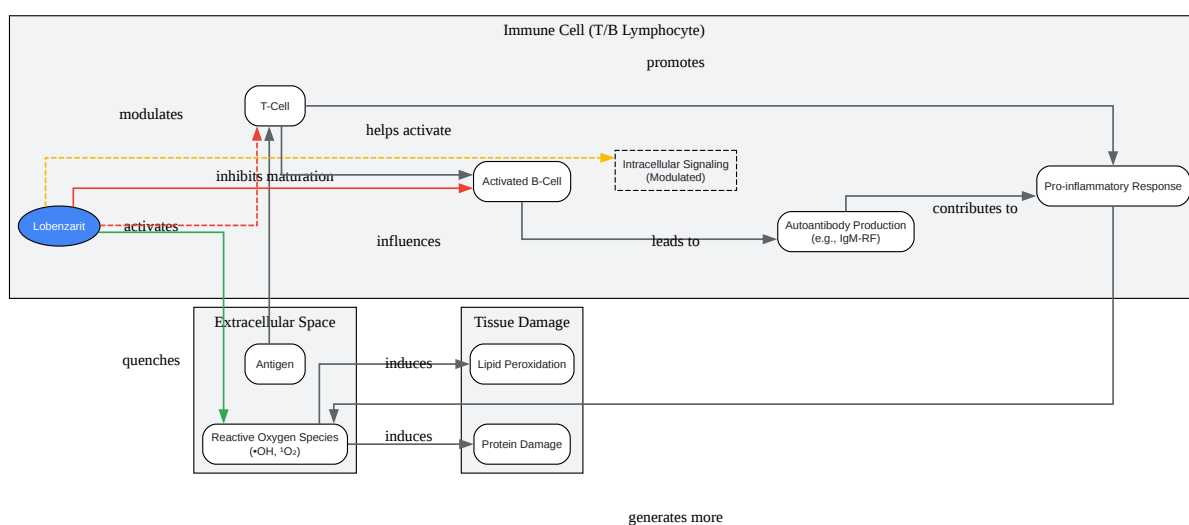 Immune Cell (T/B Lymphocyte)
promotes
T-Cell
modulates
helps activate
Intracellular Signaling
(Modulated)
inhibits maturation
Activated B-Cell
Pro-inflammatory Response
contributes to
Lobenzarit
activates
Autoantibody Production
(e.g., IgM-RF)
influences
leads to
Extracellular Space
Tissue Damage
quenches
Antigen
induces
Lipid Peroxidation
Reactive Oxygen Species
(•OH, ¹O₂)
induces
Protein Damage
generates more